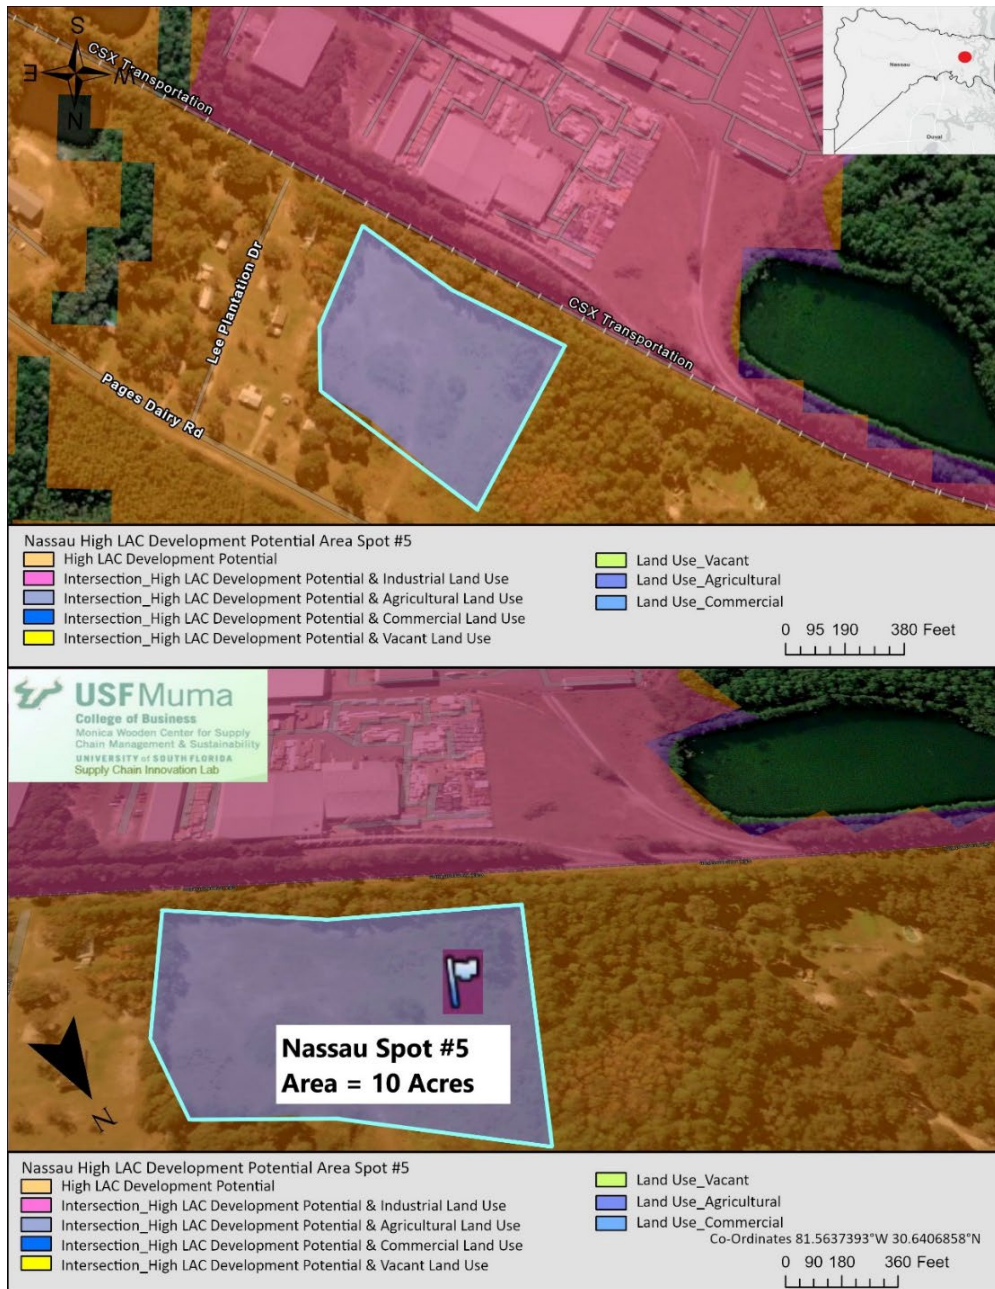 S
E
W
N
CSX Transportation
Nassau
Duval
Lee Plantation Dr
CSX Transportation
Pages Dairy Rd
Nassau High LAC Development Potential Area Spot #5
High LAC Development Potential
Intersection_High LAC Development Potential & Industrial Land Use
Intersection_High LAC Development Potential & Agricultural Land Use
Intersection_High LAC Development Potential & Commercial Land Use
Intersection_High LAC Development Potential & Vacant Land Use
Land Use_Vacant
Land Use_Agricultural
Land Use_Commercial
0 95 190 380 Feet
USF Muma
College of Business
Monica Wooden Center for Supply
Chain Management & Sustainability
UNIVERSITY of SOUTH FLORIDA
Supply Chain Innovation Lab
Nassau Spot #5
Area = 10 Acres
N
Nassau High LAC Development Potential Area Spot #5
High LAC Development Potential
Intersection_High LAC Development Potential & Industrial Land Use
Intersection_High LAC Development Potential & Agricultural Land Use
Intersection_High LAC Development Potential & Commercial Land Use
Intersection_High LAC Development Potential & Vacant Land Use
Land Use_Vacant
Land Use_Agricultural
Land Use_Commercial
Co-Ordinates 81.5637393°W 30.6406858°N
0 90 180 360 Feet